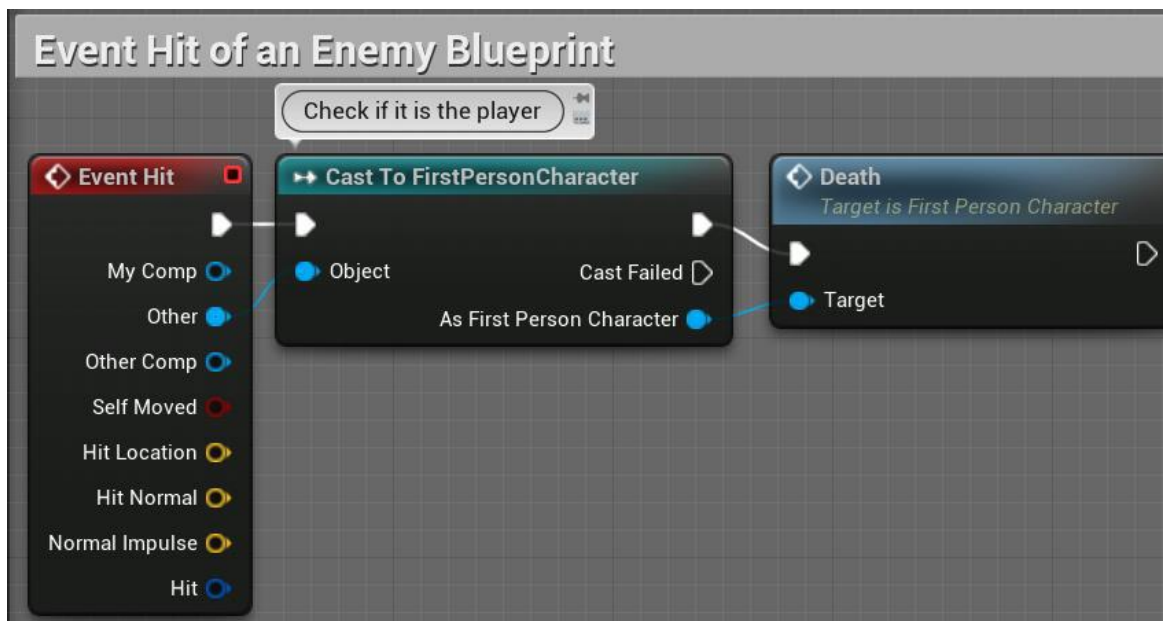 Event Hit of an Enemy Blueprint
Check if it is the player
Event Hit
My Comp
Other
Other Comp
Self Moved
Hit Location
Hit Normal
Normal Impulse
Hit
Cast To FirstPersonCharacter
Object
Cast Failed
As First Person Character
Death
Target is First Person Character
Target